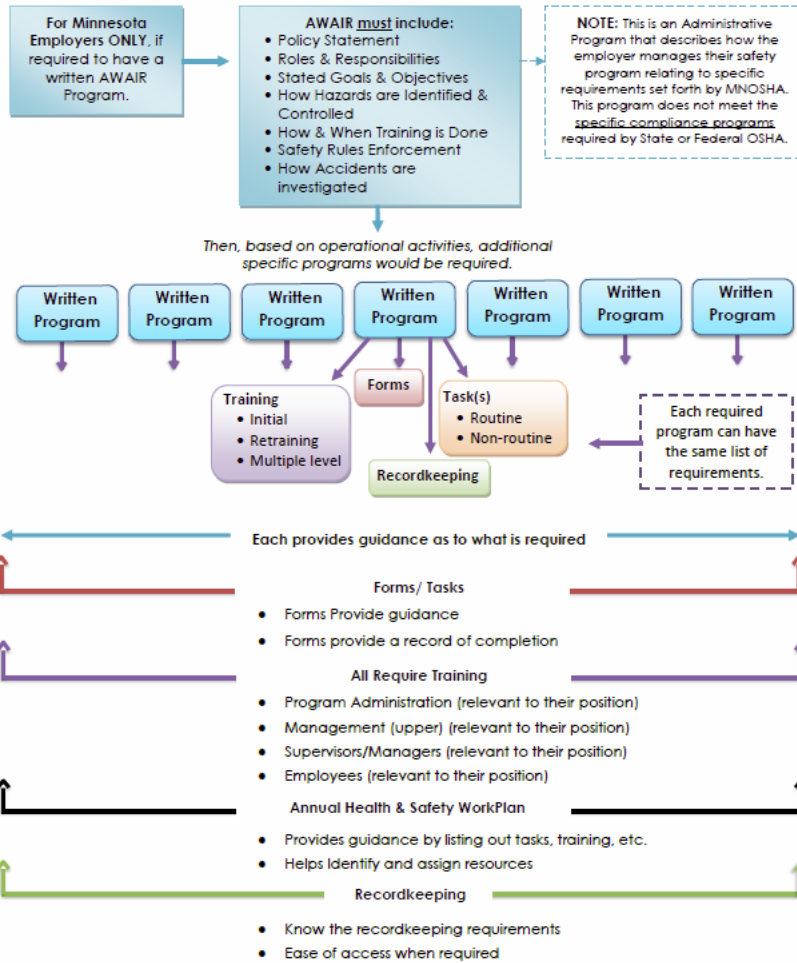 For Minnesota
Employers ONLY, if
required to have a
written AWAIR
Program.
AWAIR must include:
• Policy Statement
• Roles & Responsibilities
• Stated Goals & Objectives
• How Hazards are Identified &
Controlled
• How & When Training is Done
• Safety Rules Enforcement
• How Accidents are
investigated
NOTE: This is an Administrative
Program that describes how the
employer manages their safety
program relating to specific
requirements set forth by MNOSHA.
This program does not meet the
specific compliance programs
required by State or Federal OSHA.
Then, based on operational activities, additional
specific programs would be required.
Written
Program
Written
Program
Written
Program
Written
Program
Written
Program
Written
Program
Written
Program
Training
• Initial
• Retraining
• Multiple level
Forms
Recordkeeping
Task(s)
• Routine
• Non-routine
Each required
program can have
the same list of
requirements.
Each provides guidance as to what is required
Forms/ Tasks
• Forms Provide guidance
• Forms provide a record of completion
All Require Training
• Program Administration (relevant to their position)
• Management (upper) (relevant to their position)
• Supervisors/Managers (relevant to their position)
• Employees (relevant to their position)
Annual Health & Safety WorkPlan
• Provides guidance by listing out tasks, training, etc.
• Helps Identify and assign resources
Recordkeeping
• Know the recordkeeping requirements
• Ease of access when required